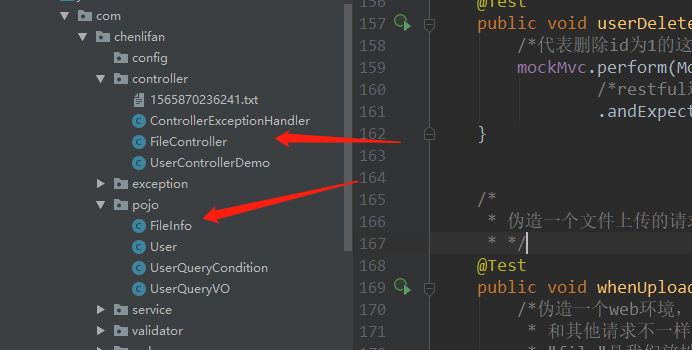 com
chenlifan
config
controller
1565870236241.txt
ControllerExceptionHandler
FileController
UserControllerDemo
exception
pojo
FileInfo
User
UserQueryCondition
UserQueryVO
service
validator
156 @Test
157 public void userDelete
158 /*代表删除id为1的这
159 mockMvc.perform(Mo
160 /*restful
161 .andExpect
162 }
163
164
165 /*
166 * 伪造一个文件上传的请求
167 * */
168 @Test
169 public void whenUpload
170 /*伪造一个web环境，
171 * 和其他请求不一样
172